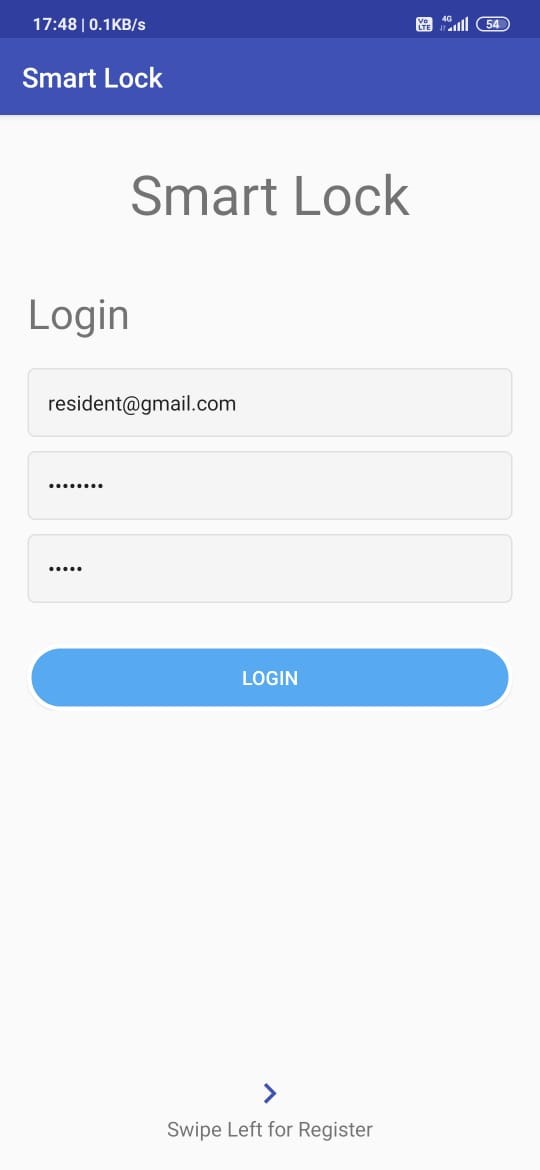 17:48 | 0.1KB/s Vo LTE 4G 54
Smart Lock
Smart Lock
Login
resident@gmail.com
••••••••
•••••
LOGIN
Swipe Left for Register